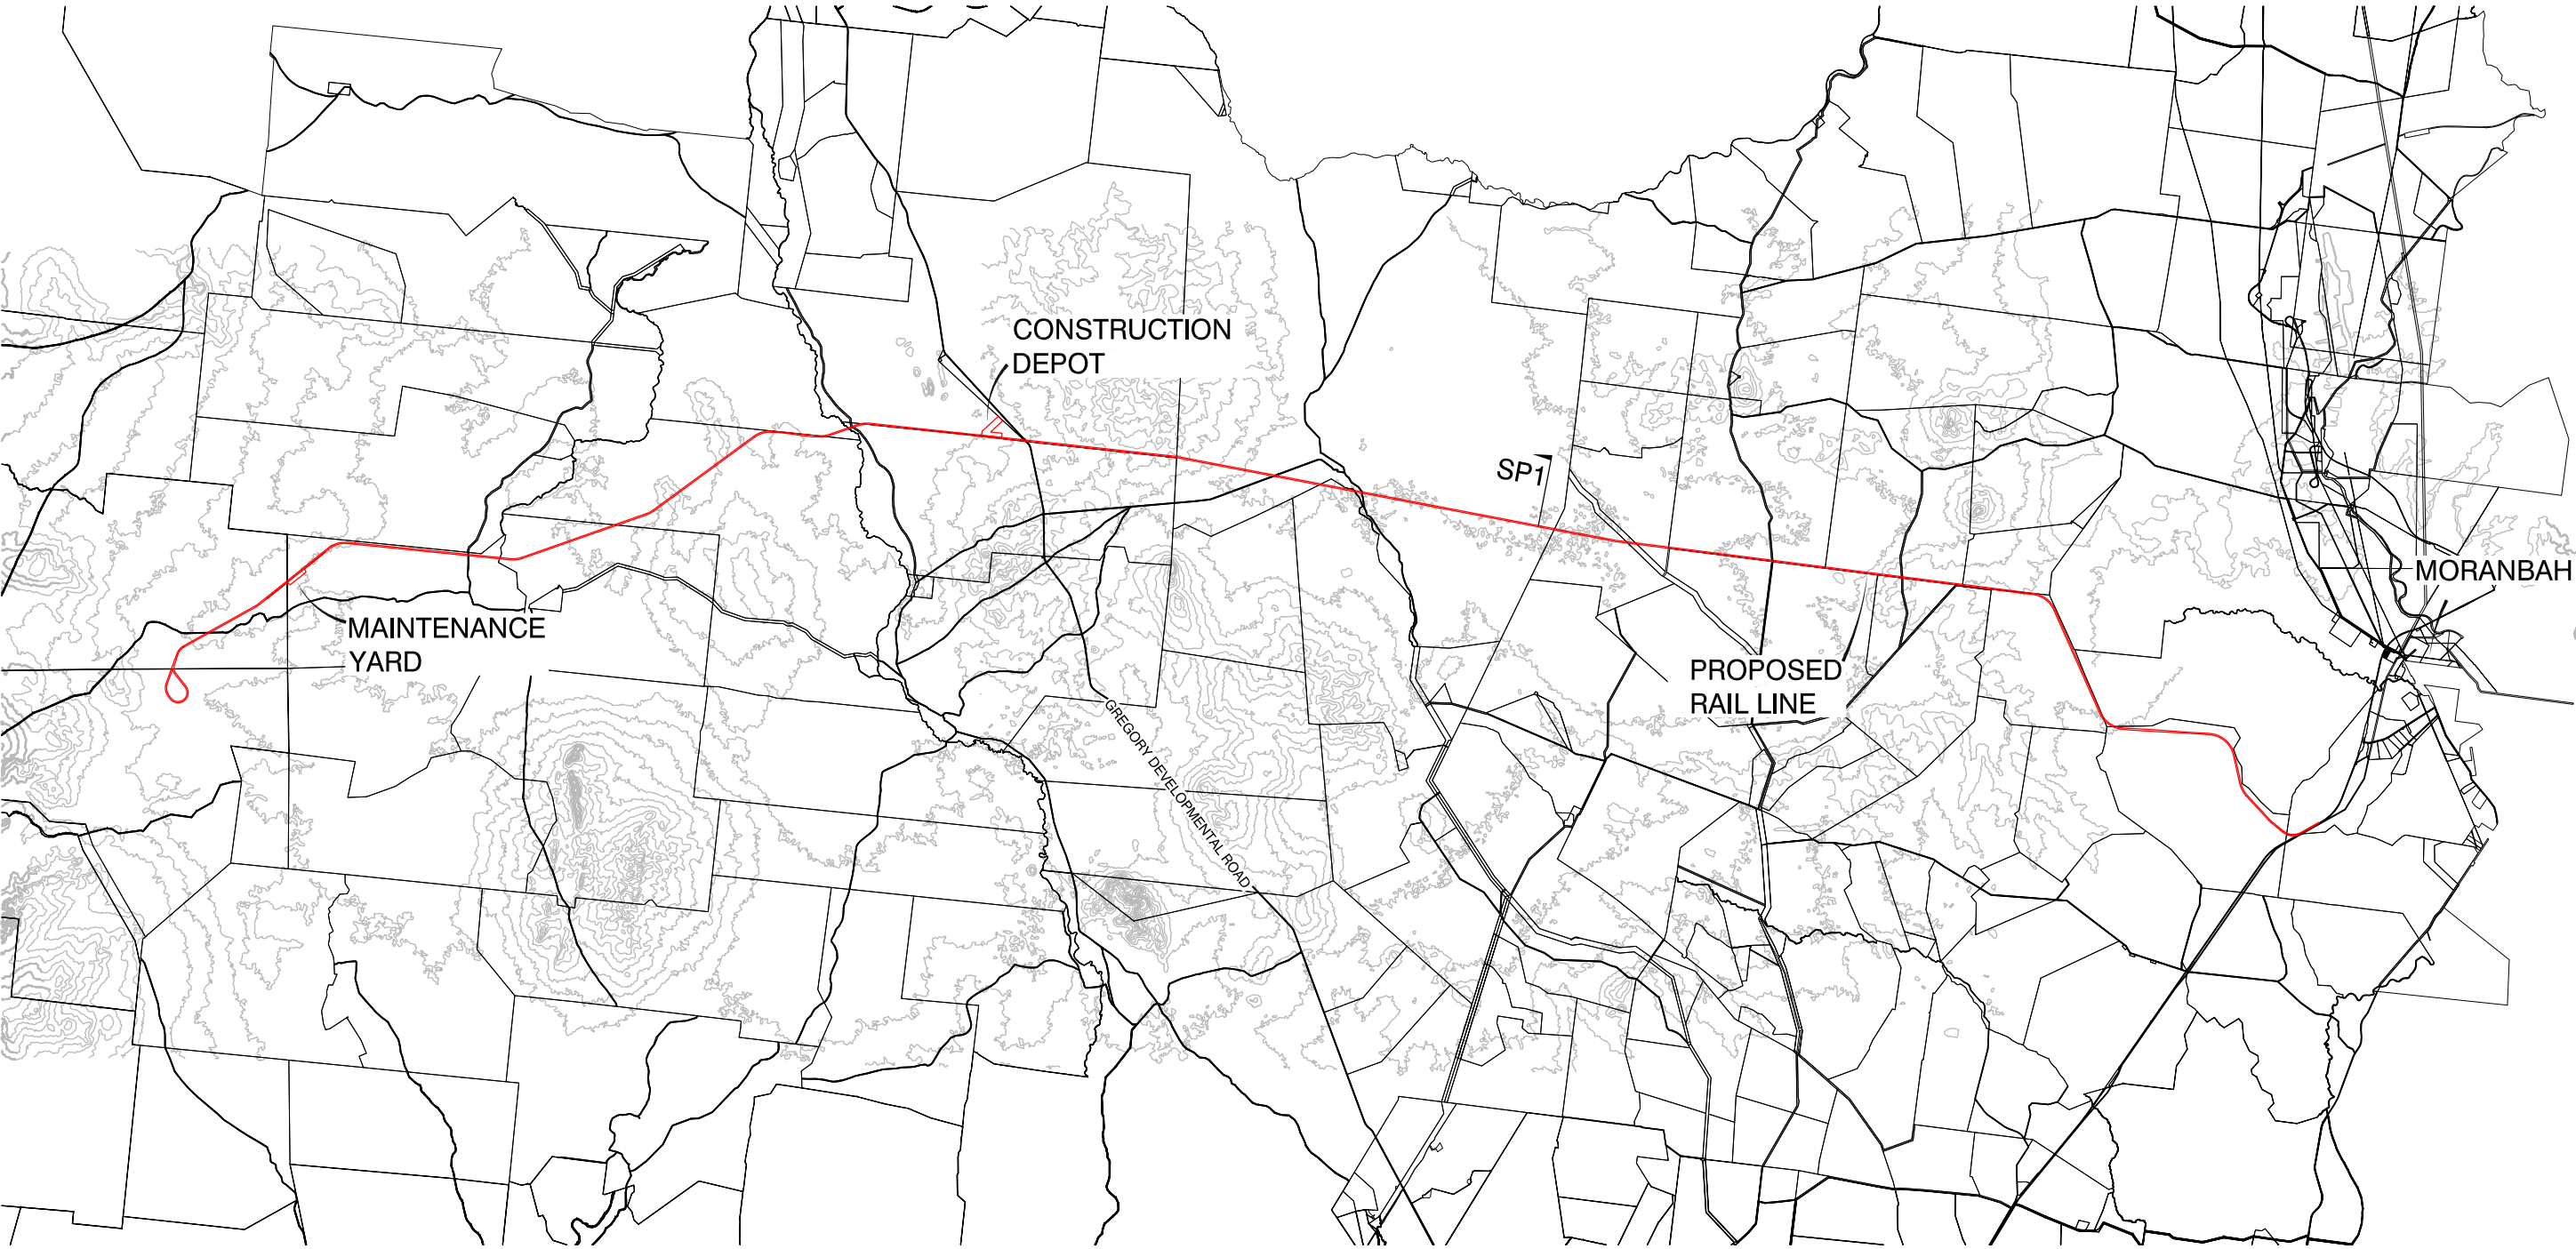 CONSTRUCTION
DEPOT
SP1
MORANBAH
MAINTENANCE
YARD
PROPOSED
RAIL LINE
GREGORY DEVELOPMENTAL ROAD